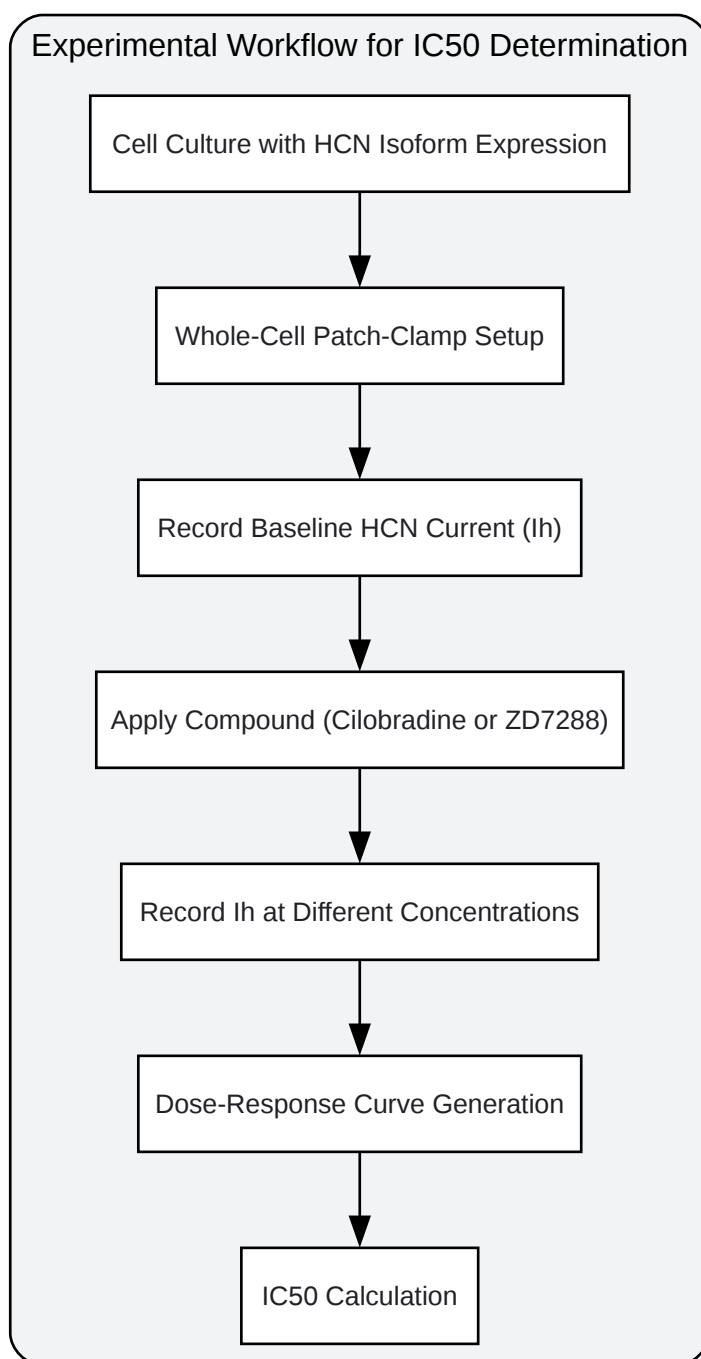 Experimental Workflow for IC50 Determination
Cell Culture with HCN Isoform Expression
Whole-Cell Patch-Clamp Setup
Record Baseline HCN Current (Ih)
Apply Compound (Cilobradine or ZD7288)
Record Ih at Different Concentrations
Dose-Response Curve Generation
IC50 Calculation